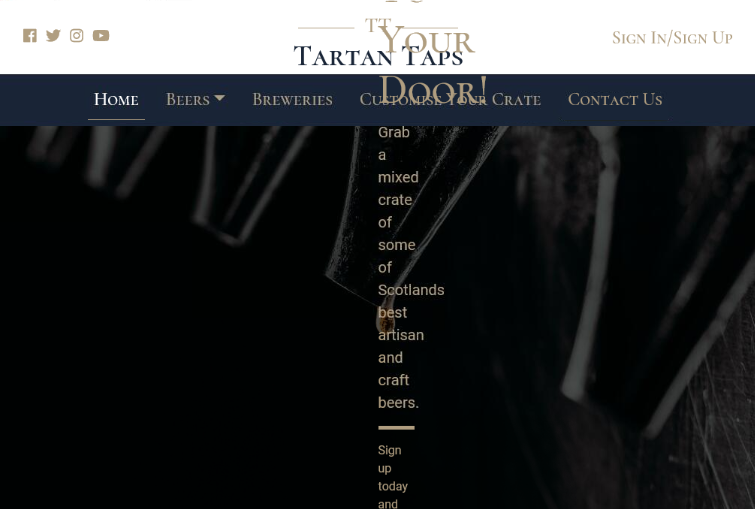 TT
Tartan Taps
Sign In/Sign Up
Home
Beers
Breweries
Customise Your Crate
Contact Us
Your
Door!
Grab
a
mixed
crate
of
some
of
Scotlands
best
artisan
and
craft
beers.
Sign
up
today
and